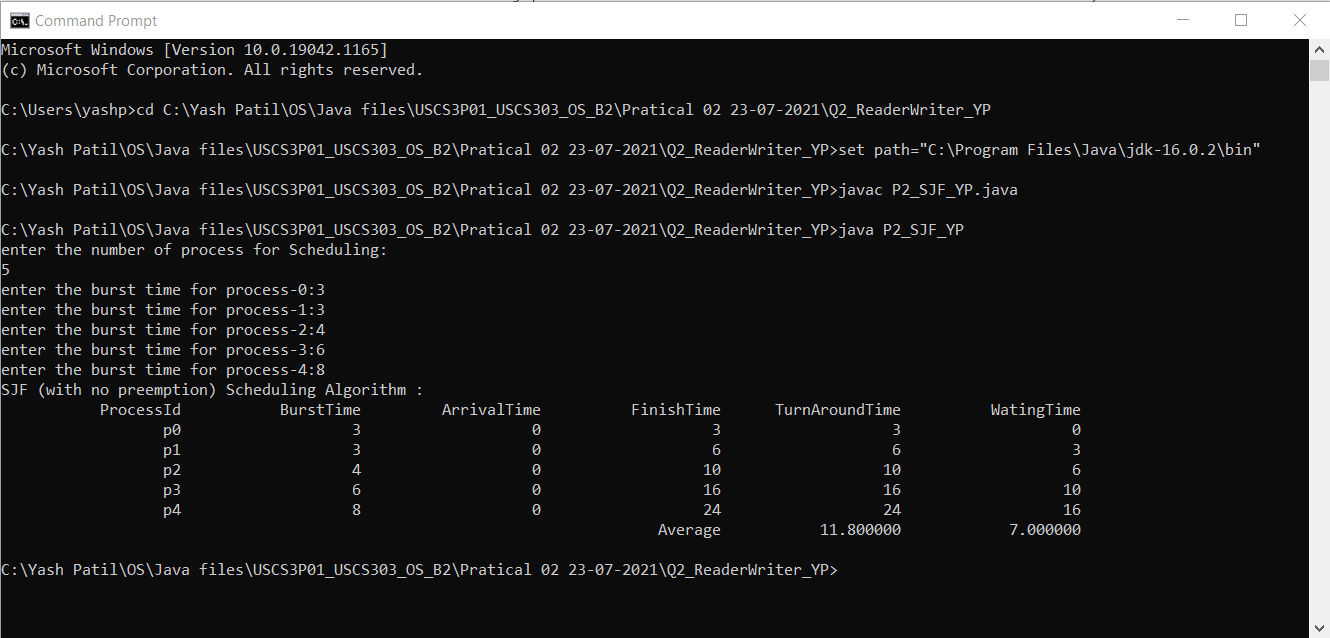 Command Prompt
Microsoft Windows [Version 10.0.19042.1165]
(c) Microsoft Corporation. All rights reserved.
C:\Users\yashp>cd C:\Yash Patil\OS\Java files\USCS3P01_USCS303_OS_B2\Pratical 02 23-07-2021\Q2_ReaderWriter_YP
C:\Yash Patil\OS\Java files\USCS3P01_USCS303_OS_B2\Pratical 02 23-07-2021\Q2_ReaderWriter_YP>set path="C:\Program Files\Java\jdk-16.0.2\bin"
C:\Yash Patil\OS\Java files\USCS3P01_USCS303_OS_B2\Pratical 02 23-07-2021\Q2_ReaderWriter_YP>javac P2_SJF_YP.java
C:\Yash Patil\OS\Java files\USCS3P01_USCS303_OS_B2\Pratical 02 23-07-2021\Q2_ReaderWriter_YP>java P2_SJF_YP
enter the number of process for Scheduling:
5
enter the burst time for process-0:3
enter the burst time for process-1:3
enter the burst time for process-2:4
enter the burst time for process-3:6
enter the burst time for process-4:8
SJF (with no preemption) Scheduling Algorithm :
ProcessId BurstTime ArrivalTime FinishTime TurnAroundTime WatingTime
p0 3 0 3 3 0
p1 3 0 6 6 3
p2 4 0 10 10 6
p3 6 0 16 16 10
p4 8 0 24 24 16
Average 11.800000 7.000000
C:\Yash Patil\OS\Java files\USCS3P01_USCS303_OS_B2\Pratical 02 23-07-2021\Q2_ReaderWriter_YP>